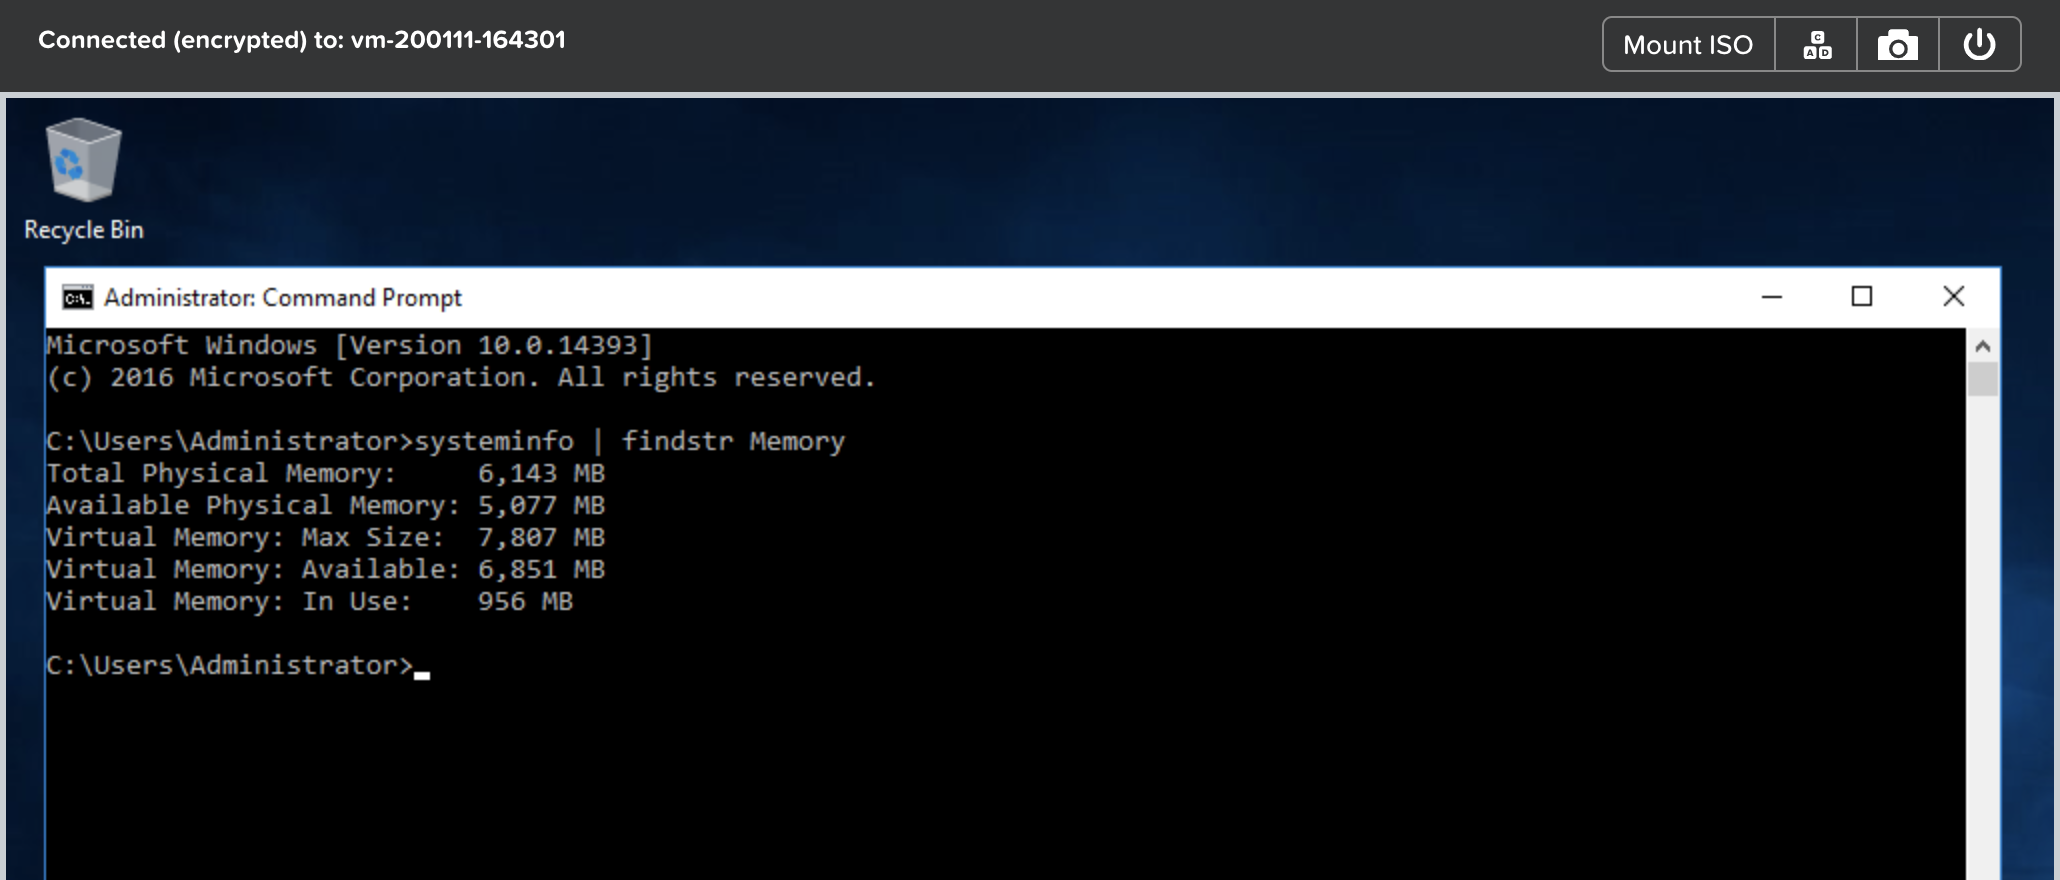 Connected (encrypted) to: vm-200111-164301
Mount ISO
C
A D
Recycle Bin
C:\.
Administrator: Command Prompt
Microsoft Windows [Version 10.0.14393]
(c) 2016 Microsoft Corporation. All rights reserved.
C:\Users\Administrator>systeminfo | findstr Memory
Total Physical Memory:     6,143 MB
Available Physical Memory: 5,077 MB
Virtual Memory: Max Size:  7,807 MB
Virtual Memory: Available: 6,851 MB
Virtual Memory: In Use:    956 MB
C:\Users\Administrator>